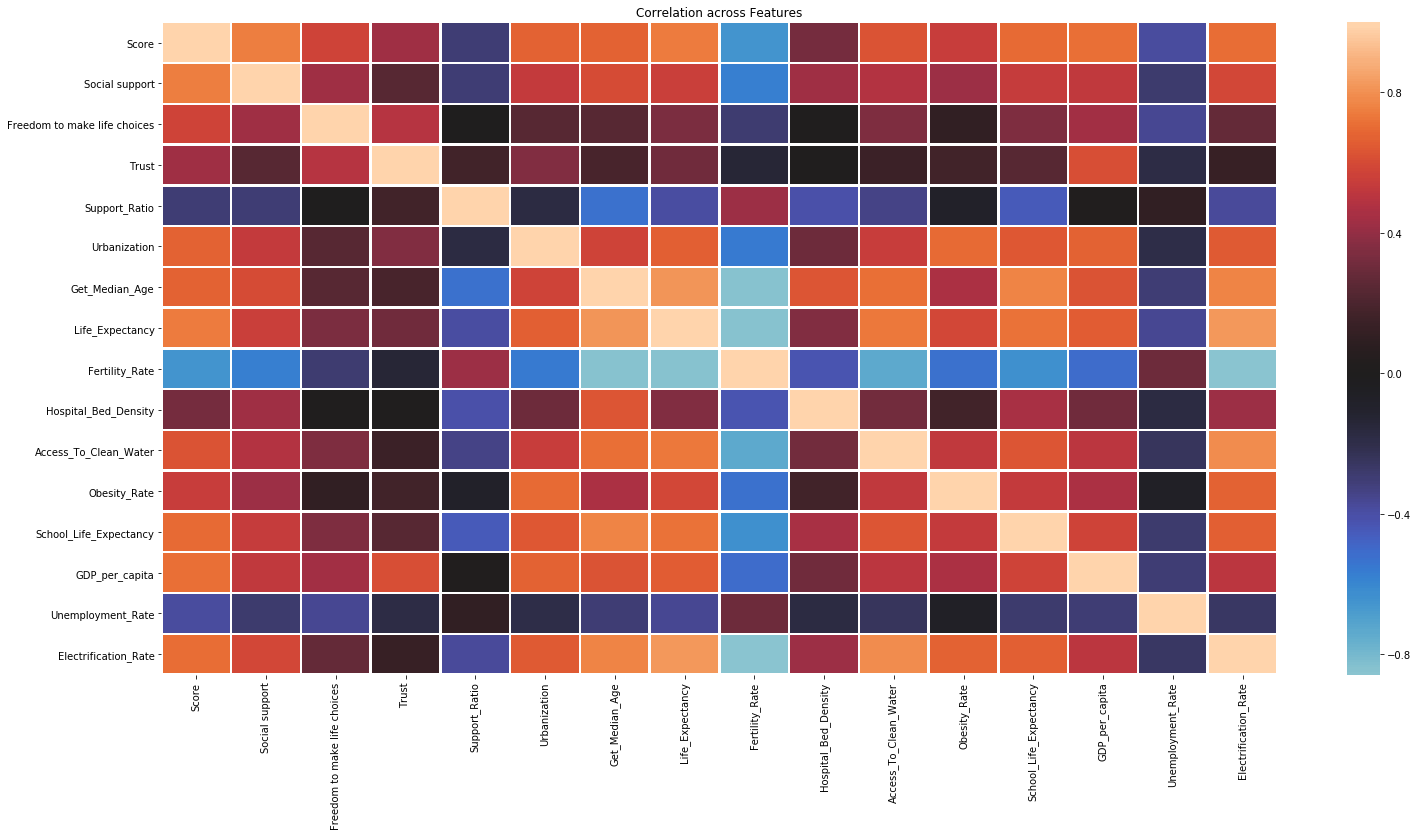 Correlation across Features
Score
Social support
Freedom to make life choices
Trust
Support_Ratio
Urbanization
Get_Median_Age
Life_Expectancy
Fertility_Rate
Hospital_Bed_Density
Access_To_Clean_Water
Obesity_Rate
School_Life_Expectancy
GDP_per_capita
Unemployment_Rate
Electrification_Rate
Score
Social support
Freedom to make life choices
Trust
Support_Ratio
Urbanization
Get_Median_Age
Life_Expectancy
Fertility_Rate
Hospital_Bed_Density
Access_To_Clean_Water
Obesity_Rate
School_Life_Expectancy
GDP_per_capita
Unemployment_Rate
Electrification_Rate
0.8
0.4
0.0
−0.4
−0.8